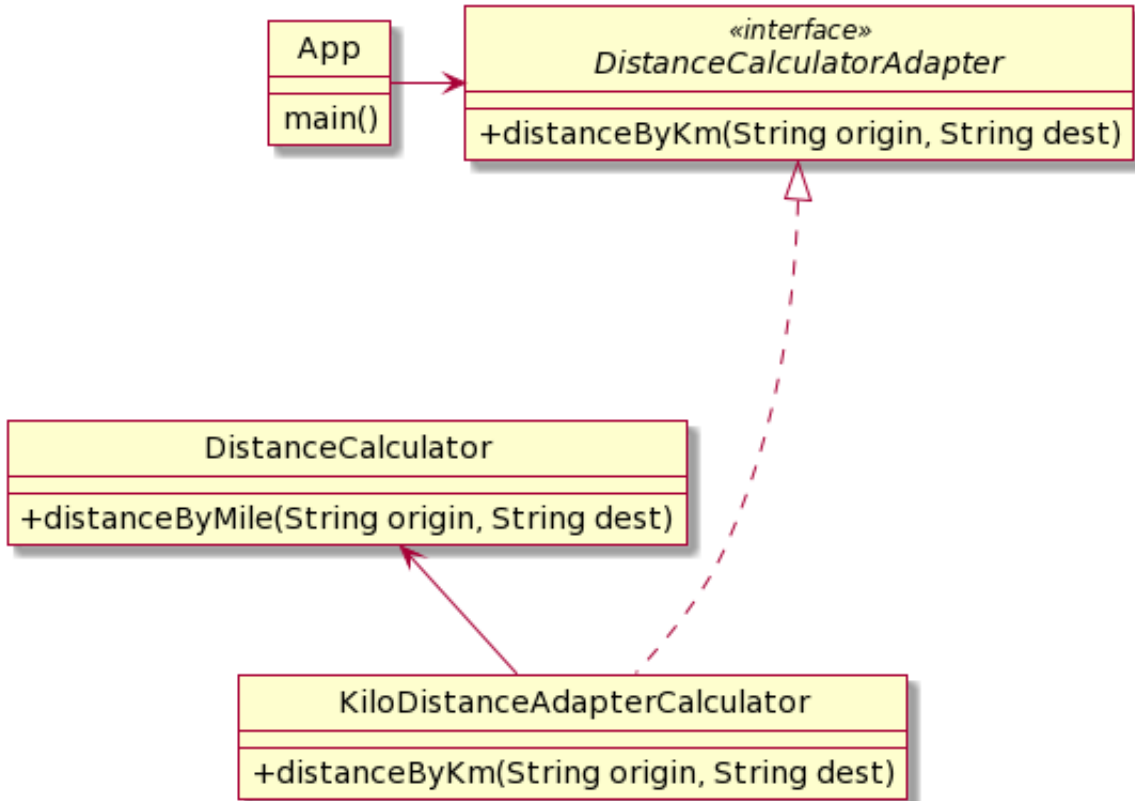 App
main()
«interface»
DistanceCalculatorAdapter
+distanceByKm(String origin, String dest)
DistanceCalculator
+distanceByMile(String origin, String dest)
KiloDistanceAdapterCalculator
+distanceByKm(String origin, String dest)